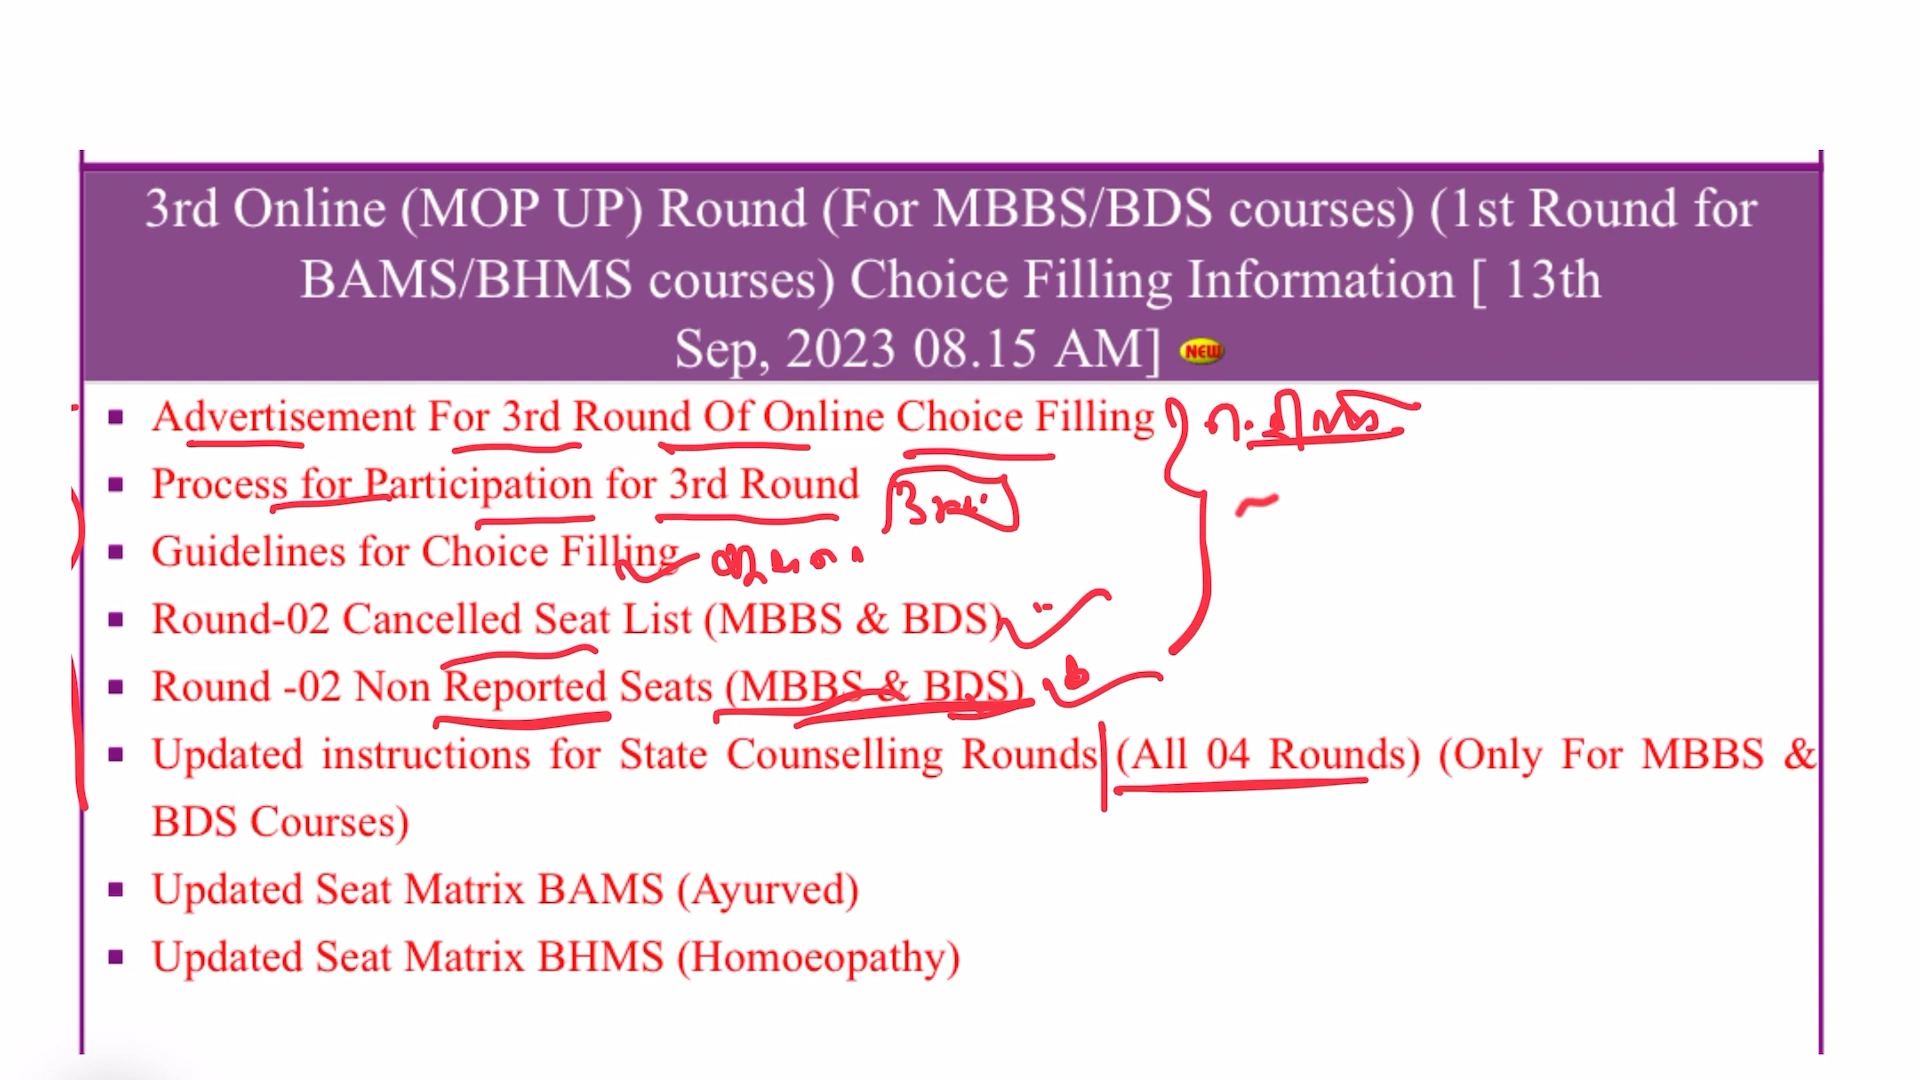 3rd Online (MOP UP) Round (For MBBS/BDS courses) (1st Round for
BAMS/BHMS courses) Choice Filling Information [ 13th
Sep, 2023 08.15 AM] NEW
Advertisement For 3rd Round Of Online Choice Filling
Process for Participation for 3rd Round
Guidelines for Choice Filling
Round-02 Cancelled Seat List (MBBS & BDS)
Round -02 Non Reported Seats (MBBS & BDS)
Updated instructions for State Counselling Rounds (All 04 Rounds) (Only For MBBS &
BDS Courses)
Updated Seat Matrix BAMS (Ayurved)
Updated Seat Matrix BHMS (Homoeopathy)